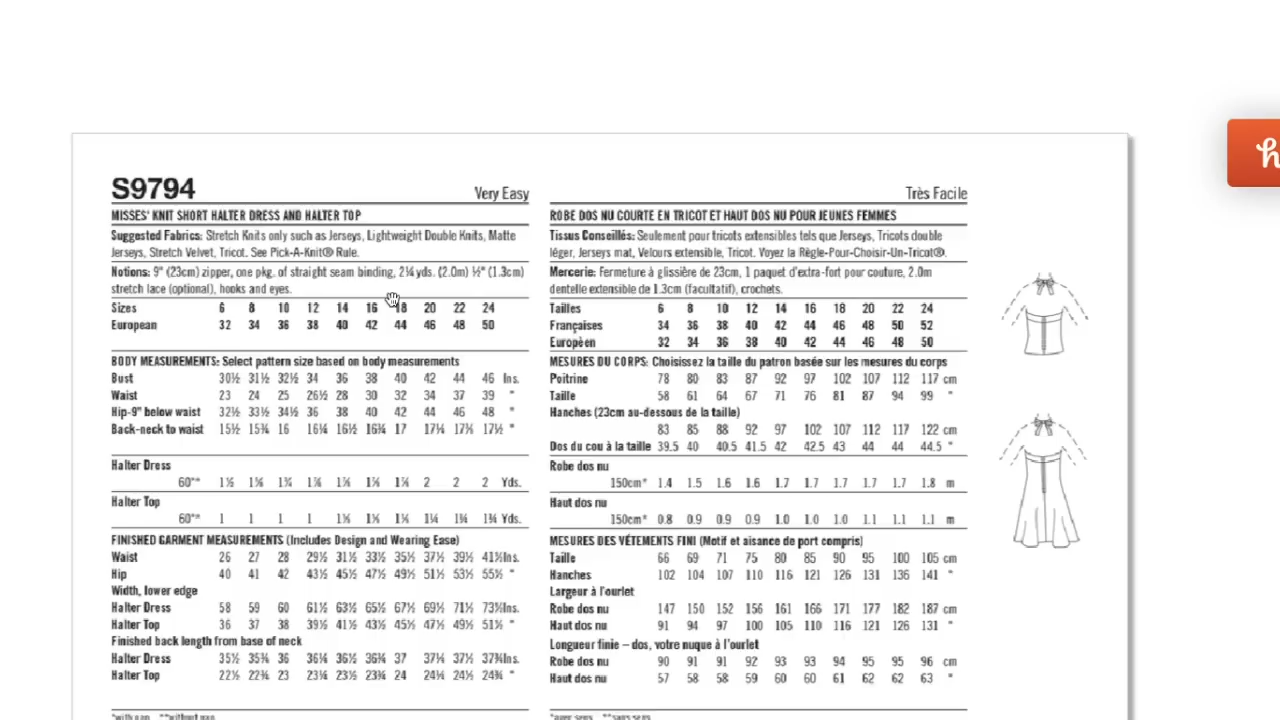 S9794
Very Easy
MISSES' KNIT SHORT HALTER DRESS AND HALTER TOP
Suggested Fabrics: Stretch Knits only such as Jerseys, Lightweight Double Knits, Matte
Jerseys, Stretch Velvet, Tricot. See Pick-A-Knit® Rule.
Notions: 9" (23cm) zipper, one pkg. of straight seam binding, 2¼ yds. (2.0m) ½" (1.3cm)
stretch lace (optional), hooks and eyes.
Sizes 6 8 10 12 14 16 18 20 22 24
European 32 34 36 38 40 42 44 46 48 50
BODY MEASUREMENTS: Select pattern size based on body measurements
Bust 30½ 31½ 32½ 34 36 38 40 42 44 46 Ins.
Waist 23 24 25 26½ 28 30 32 34 37 39 "
Hip-9" below waist 32½ 33½ 34½ 36 38 40 42 44 46 48 "
Back-neck to waist 15½ 15¾ 16 16¼ 16½ 16¾ 17 17¼ 17½ "
Halter Dress
60"* 2 2 2 Yds.
Halter Top
60"* 1 1 1 1 Yds.
FINISHED GARMENT MEASUREMENTS (Includes Design and Wearing Ease)
Waist 26 27 28 29½ 31½ 33½ 35½ 37½ 39½ 41½ Ins.
Hip 40 41 42 43½ 45½ 47½ 49½ 51½ 53½ 55½ "
Width, lower edge
Halter Dress 58 59 60 61½ 63½ 65½ 67½ 69½ 71½ 73½ Ins.
Halter Top 36 37 38 39½ 41½ 43½ 45½ 47½ 49½ 51½ "
Finished back length from base of neck
Halter Dress 35½ 35¾ 36 36¼ 36½ 36¾ 37 37¼ 37½ 37¾ Ins.
Halter Top 22½ 22¾ 23 23¼ 23½ 23¾ 24 24¼ 24½ 24¾ "
*with nap **without nap
Très Facile
ROBE DOS NU COURTE EN TRICOT ET HAUT DOS NU POUR JEUNES FEMMES
Tissus Conseillés: Seulement pour tricots extensibles tels que Jerseys, Tricots double
léger, Jerseys mat, Velours extensible, Tricot. Voyez la Règle-Pour-Choisir-Un-Tricot®.
Mercerie: Fermeture à glissière de 23cm, 1 paquet d'extra-fort pour couture, 2.0m
dentelle extensible de 1.3cm (facultatif), crochets.
Tailles 6 8 10 12 14 16 18 20 22 24
Françaises 34 36 38 40 42 44 46 48 50 52
Européen 32 34 36 38 40 42 44 46 48 50
MESURES DU CORPS: Choisissez la taille du patron basée sur les mesures du corps
Poitrine 78 80 83 87 92 97 102 107 112 117 cm
Taille 58 61 64 67 71 76 81 87 94 99 "
Hanches (23cm au-dessous de la taille)
83 85 88 92 97 102 107 112 117 122 cm
Dos du cou à la taille 39.5 40 40.5 41.5 42 42.5 43 44 44 44.5 "
Robe dos nu
150cm* 1.4 1.5 1.6 1.6 1.7 1.7 1.7 1.7 1.7 1.8 m
Haut dos nu
150cm* 0.8 0.9 0.9 0.9 1.0 1.0 1.0 1.1 1.1 1.1 m
MESURES DES VÉTEMENTS FINI (Motif et aisance de port compris)
Taille 66 69 71 75 80 85 90 95 100 105 cm
Hanches 102 104 107 110 116 121 126 131 136 141 "
Largeur à l'ourlet
Robe dos nu 147 150 152 156 161 166 171 177 182 187 cm
Haut dos nu 91 94 97 100 105 110 116 121 126 131 "
Longueur finie – dos, votre nuque à l'ourlet
Robe dos nu 90 91 91 92 93 93 94 95 95 96 cm
Haut dos nu 57 58 58 59 60 60 61 62 62 63 "
*avec sens **sans sens
h